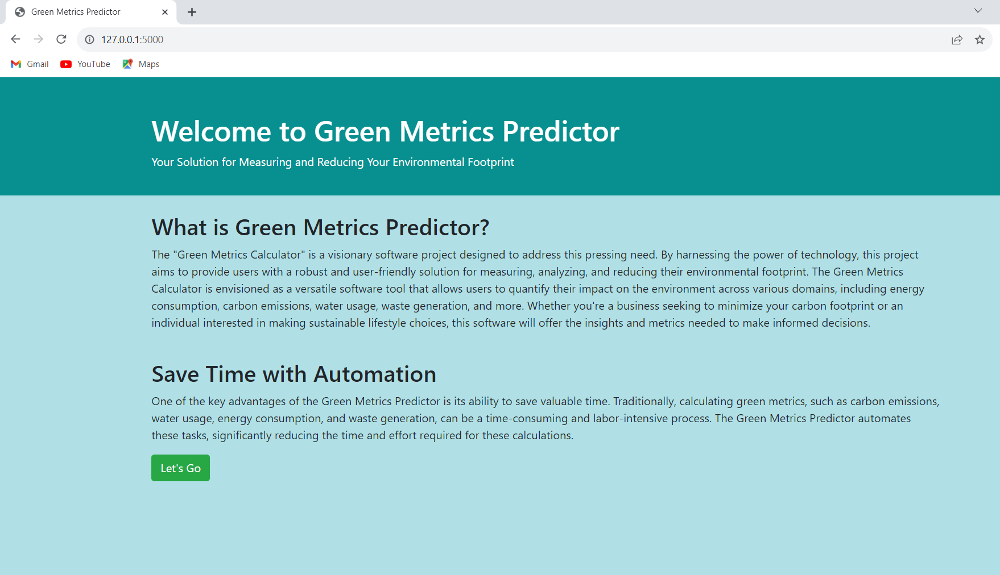 Green Metrics Predictor
127.0.0.1:5000
Gmail YouTube Maps
Welcome to Green Metrics Predictor
Your Solution for Measuring and Reducing Your Environmental Footprint
What is Green Metrics Predictor?
The "Green Metrics Calculator" is a visionary software project designed to address this pressing need. By harnessing the power of technology, this project
aims to provide users with a robust and user-friendly solution for measuring, analyzing, and reducing their environmental footprint. The Green Metrics
Calculator is envisioned as a versatile software tool that allows users to quantify their impact on the environment across various domains, including energy
consumption, carbon emissions, water usage, waste generation, and more. Whether you're a business seeking to minimize your carbon footprint or an
individual interested in making sustainable lifestyle choices, this software will offer the insights and metrics needed to make informed decisions.
Save Time with Automation
One of the key advantages of the Green Metrics Predictor is its ability to save valuable time. Traditionally, calculating green metrics, such as carbon emissions,
water usage, energy consumption, and waste generation, can be a time-consuming and labor-intensive process. The Green Metrics Predictor automates
these tasks, significantly reducing the time and effort required for these calculations.
Let's Go